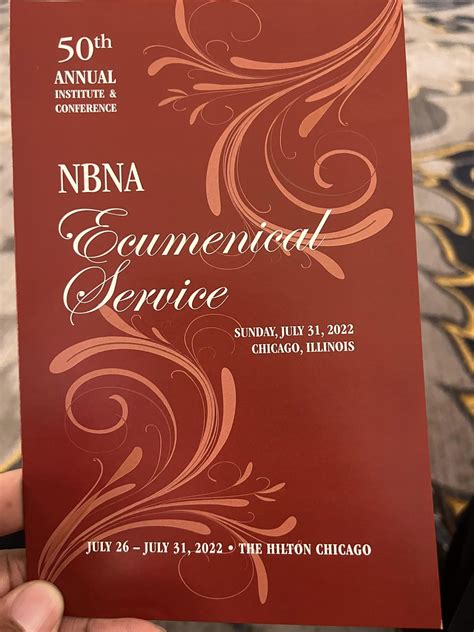 50th
ANNUAL
INSTITUTE &
CONFERENCE
NBNA
Ecumenical
Service
SUNDAY, JULY 31, 2022
CHICAGO, ILLINOIS
JULY 26 – JULY 31, 2022 • THE HILTON CHICAGO